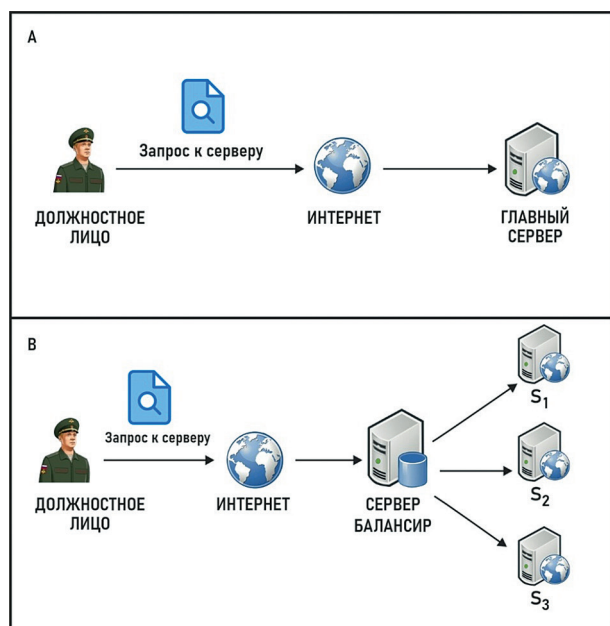 A
Запрос к серверу
ДОЛЖНОСТНОЕ
ЛИЦО
ИНТЕРНЕТ
ГЛАВНЫЙ
СЕРВЕР
B
Запрос к серверу
ДОЛЖНОСТНОЕ
ЛИЦО
ИНТЕРНЕТ
СЕРВЕР
БАЛАНСИР
S1
S2
S3